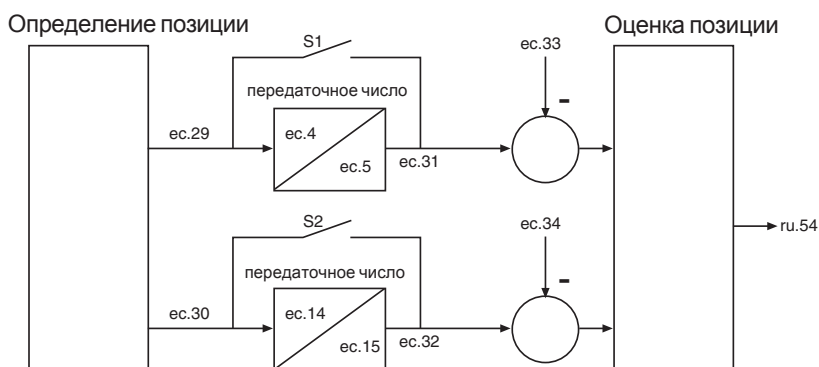 Определение позиции
Оценка позиции
S1
ec.33
передаточное число
-
ec.29
ec.4
ec.5
ec.31
S2
ec.34
ru.54
передаточное число
-
ec.30
ec.14
ec.15
ec.32